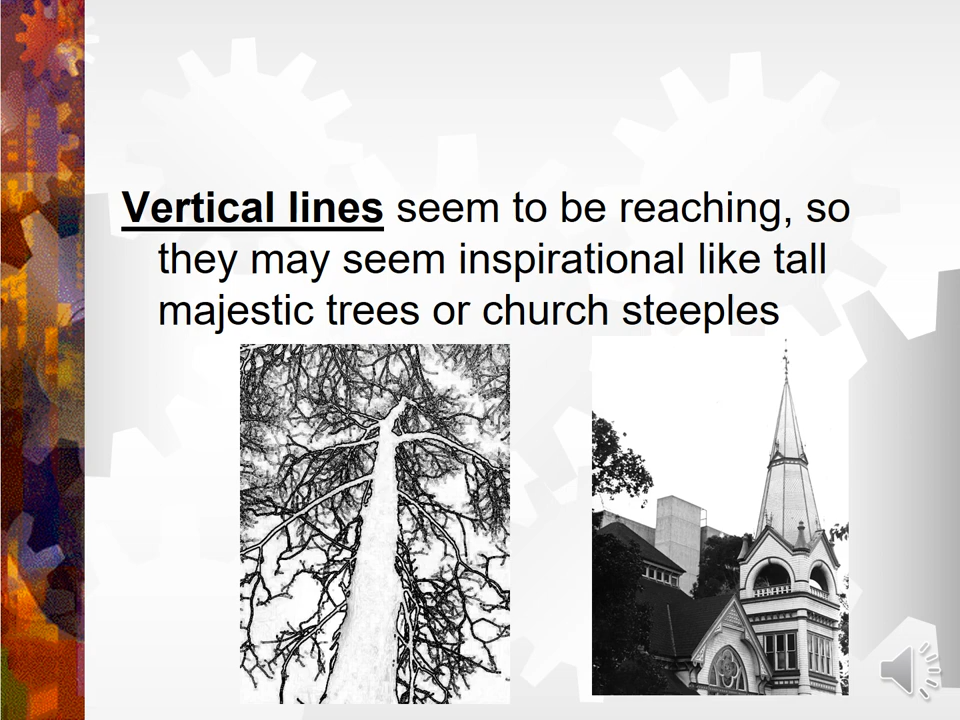 Vertical lines seem to be reaching, so
they may seem inspirational like tall
majestic trees or church steeples